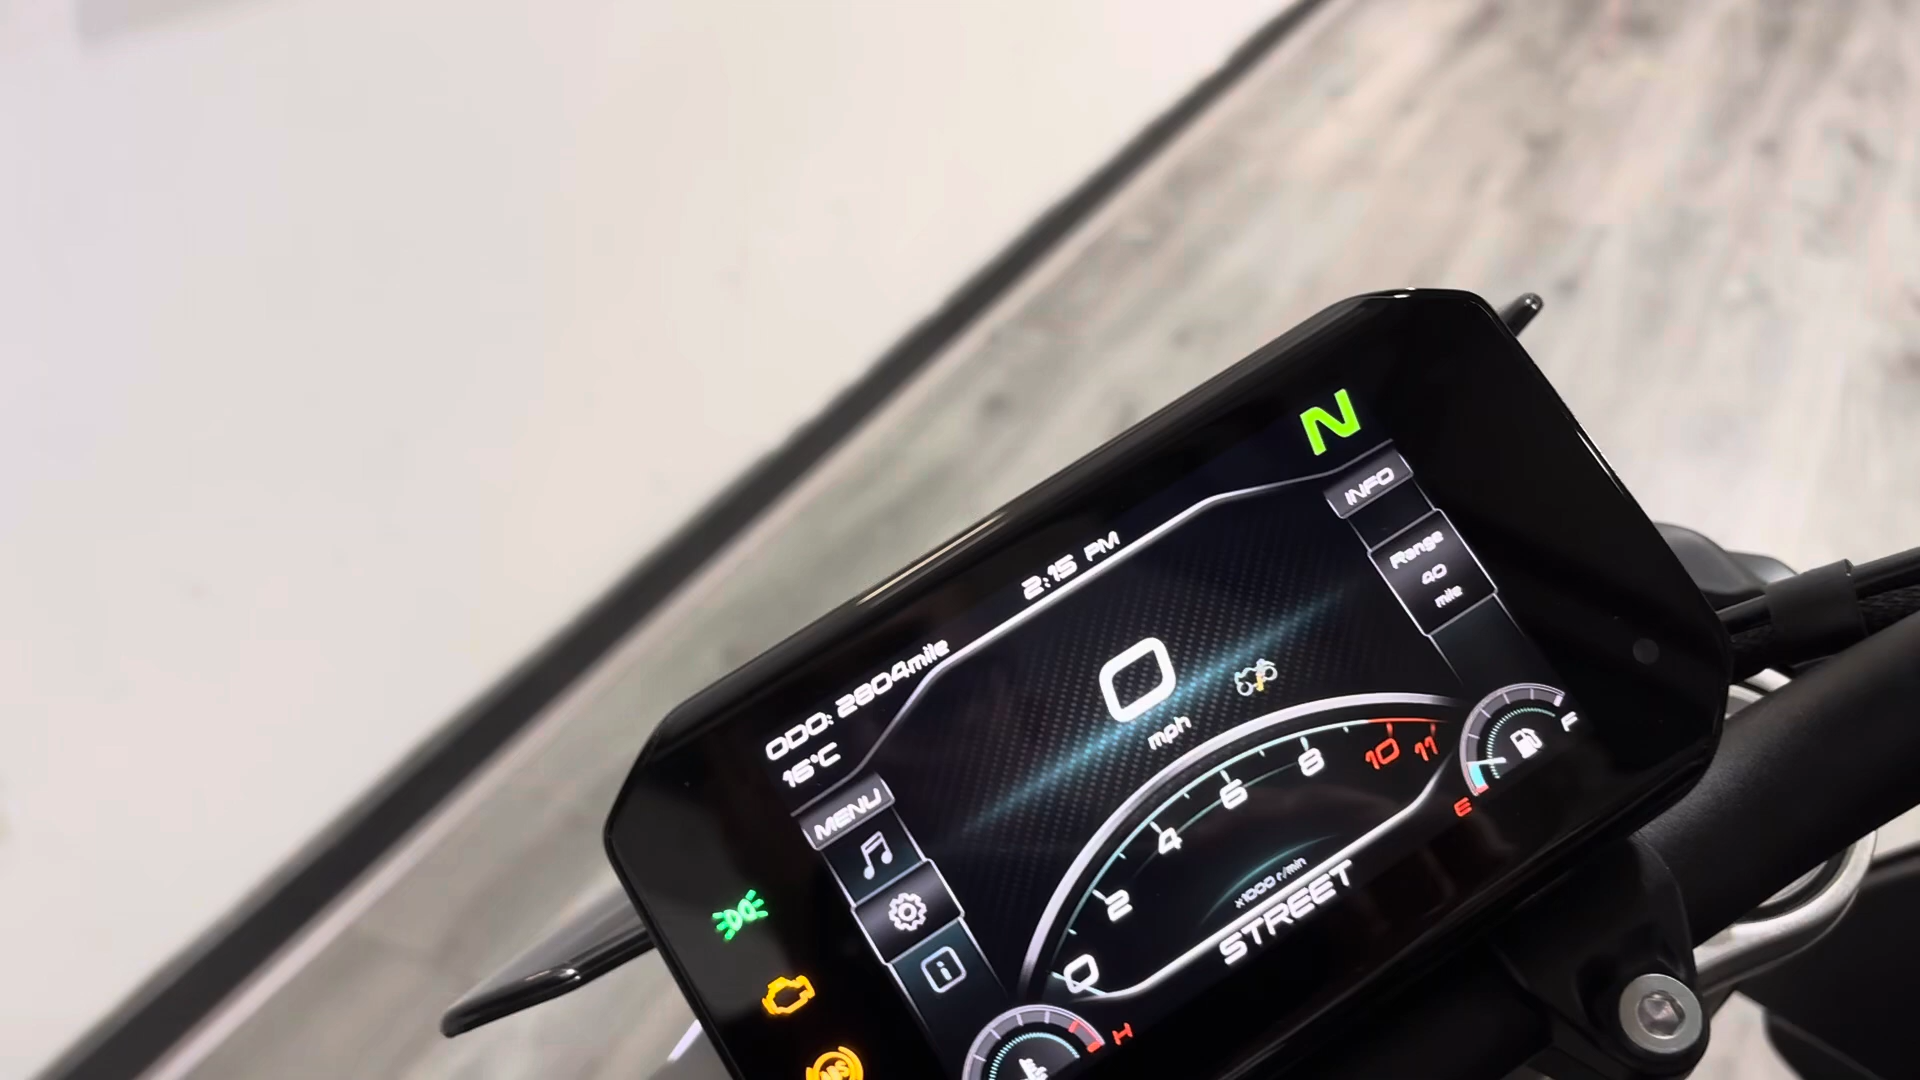 N
INFO
Range
40
mile
2:15 PM
ODO: 2804mile
16°C
0
mph
MENU
0 2 4 6 8 10 11
x1000 r/min
STREET
E F
H
ABS